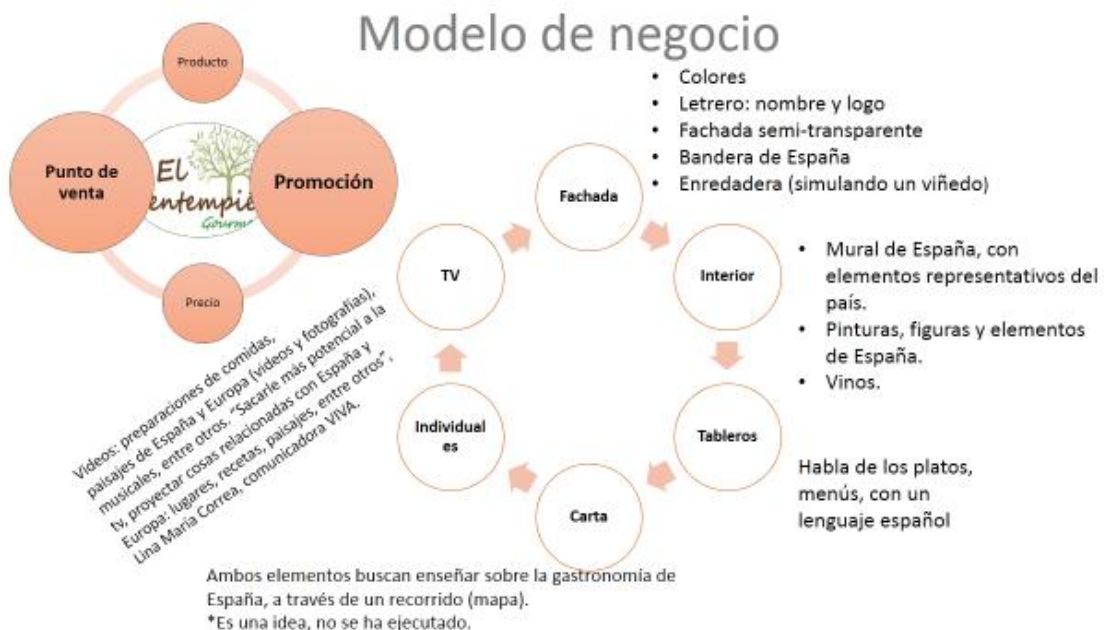 Modelo de negocio
Producto
Punto de
venta
El
entempié
Gourm
Promoción
Precio
• Colores
• Letrero: nombre y logo
• Fachada semi-transparente
• Bandera de España
• Enredadera (simulando un viñedo)
Fachada
Interior
Tableros
Carta
Individual
es
TV
• Mural de España, con
elementos representativos del
país.
• Pinturas, figuras y elementos
de España.
• Vinos.
Habla de los platos,
menús, con un
lenguaje español
Videos: preparaciones de comidas,
paisajes de España y Europa (videos y fotografías),
musicales, entre otros. “Sacarle más potencial a la
tv, proyectar cosas relacionadas con España y
Europa: lugares, recetas, paisajes, entre otros”,
Lina María Correa, comunicadora VIVA.
Ambos elementos buscan enseñar sobre la gastronomía de
España, a través de un recorrido (mapa).
*Es una idea, no se ha ejecutado.